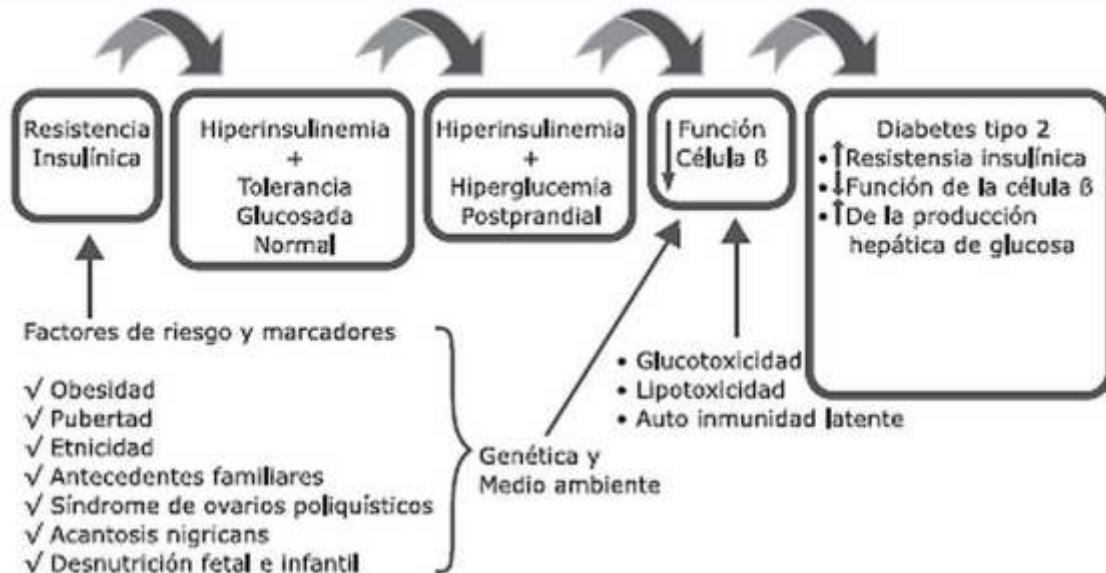 Resistencia
Insulínica
Hiperinsulinemia
+
Tolerancia
Glucosada
Normal
Hiperinsulinemia
+
Hiperglucemia
Postprandial
↓ Función
Célula ß
Diabetes tipo 2
• ↑ Resistensia insulínica
• ↓ Función de la célula ß
• ↑ De la producción
hepática de glucosa
Factores de riesgo y marcadores
√ Obesidad
√ Pubertad
√ Etnicidad
√ Antecedentes familiares
√ Síndrome de ovarios poliquísticos
√ Acantosis nigricans
√ Desnutrición fetal e infantil
Genética y
Medio ambiente
• Glucotoxicidad
• Lipotoxicidad
• Auto inmunidad latente